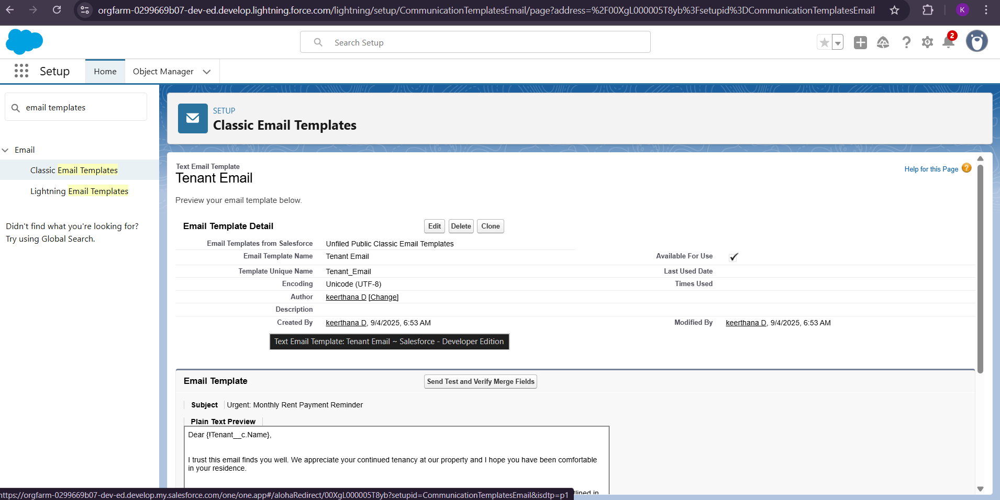 orgfarm-0299669b07-dev-ed.develop.lightning.force.com/lightning/setup/CommunicationTemplatesEmail/page?address=%2F00XgL000005T8yb%3Fsetupid%3DCommunicationTemplatesEmail
K
Search Setup
2
Setup
Home
Object Manager
email templates
Email
Classic Email Templates
Lightning Email Templates
Didn't find what you're looking for?
Try using Global Search.
SETUP
Classic Email Templates
Text Email Template
Tenant Email
Help for this Page
Preview your email template below.
Email Template Detail
Edit Delete Clone
Email Templates from Salesforce Unfiled Public Classic Email Templates
Email Template Name Tenant Email Available For Use
Template Unique Name Tenant_Email Last Used Date
Encoding Unicode (UTF-8) Times Used
Author keerthana D [Change]
Description
Created By keerthana D, 9/4/2025, 6:53 AM Modified By keerthana D, 9/4/2025, 6:53 AM
Text Email Template: Tenant Email ~ Salesforce - Developer Edition
Email Template
Send Test and Verify Merge Fields
Subject Urgent: Monthly Rent Payment Reminder
Plain Text Preview
Dear {!Tenant__c.Name},
I trust this email finds you well. We appreciate your continued tenancy at our property and I hope you have been comfortable
in your residence.
in
https://orgfarm-0299669b07-dev-ed.develop.my.salesforce.com/one/one.app#/alohaRedirect/00XgL000005T8yb?setupid=CommunicationTemplatesEmail&isdtp=p1